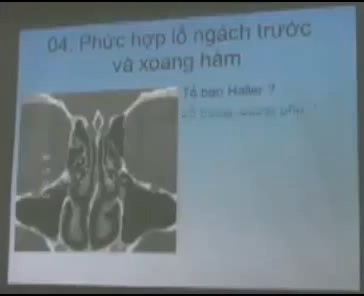 04. Phức hợp lỗ ngách trước
và xoang hàm
Tế bào Haller ?